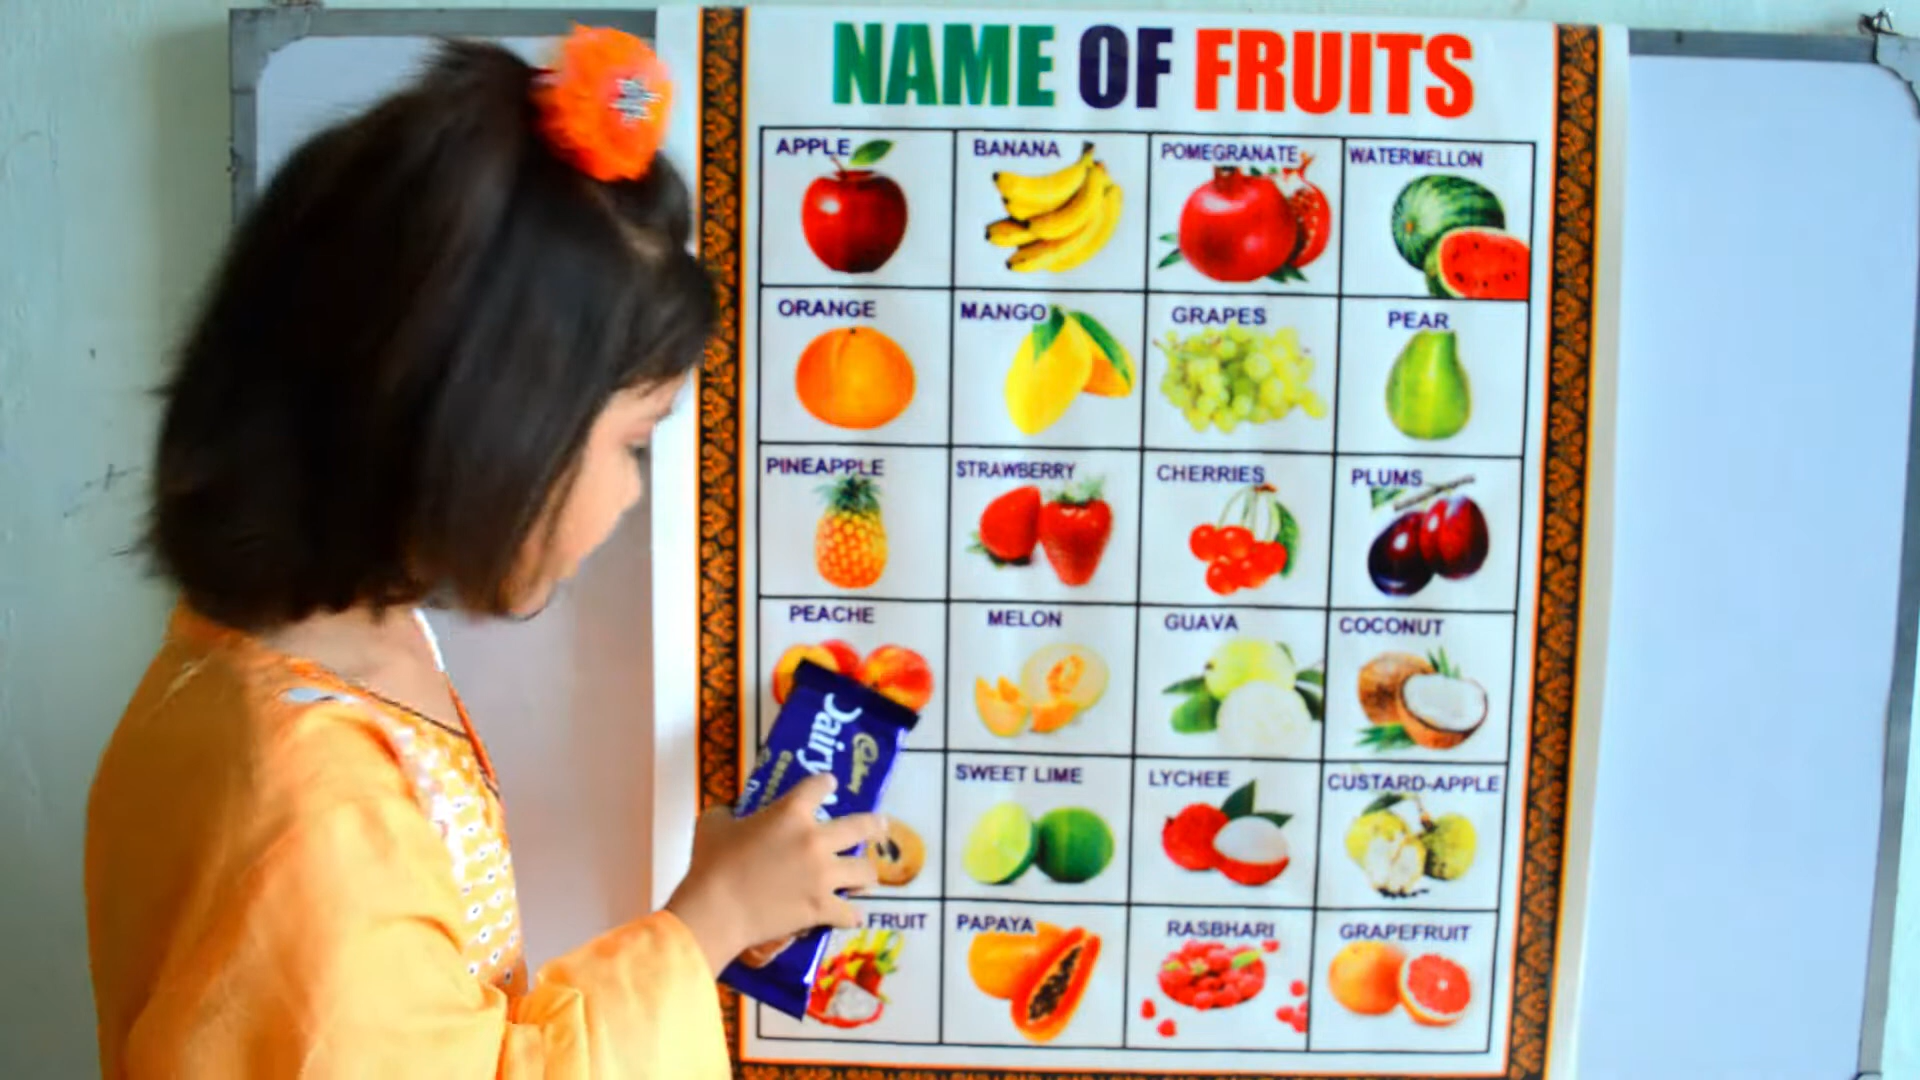 NAME OF FRUITS
APPLE BANANA POMEGRANATE WATERMELLON
ORANGE MANGO GRAPES PEAR
PINEAPPLE STRAWBERRY CHERRIES PLUMS
PEACHE MELON GUAVA COCONUT
Cadbury
Dairy
SWEET LIME LYCHEE CUSTARD-APPLE
FRUIT PAPAYA RASBHARI GRAPEFRUIT